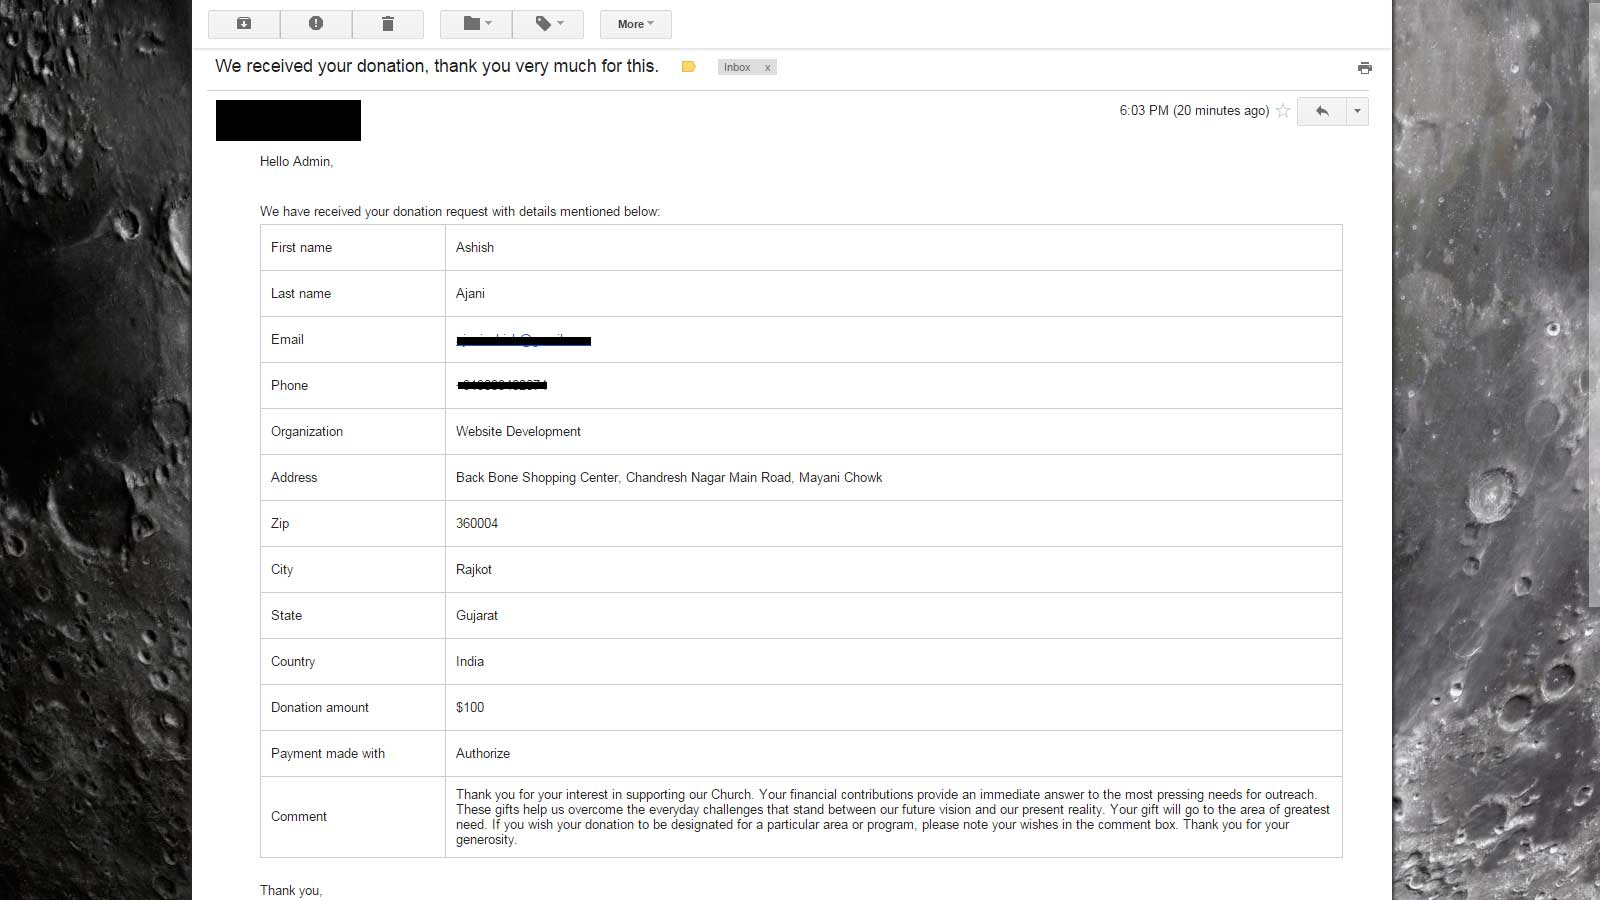 More
We received your donation, thank you very much for this.
Inbox x
6:03 PM (20 minutes ago)
Hello Admin,
We have received your donation request with details mentioned below:
First name Ashish
Last name Ajani
Email
Phone
Organization Website Development
Address Back Bone Shopping Center, Chandresh Nagar Main Road, Mayani Chowk
Zip 360004
City Rajkot
State Gujarat
Country India
Donation amount $100
Payment made with Authorize
Comment
Thank you for your interest in supporting our Church. Your financial contributions provide an immediate answer to the most pressing needs for outreach.
These gifts help us overcome the everyday challenges that stand between our future vision and our present reality. Your gift will go to the area of greatest
need. If you wish your donation to be designated for a particular area or program, please note your wishes in the comment box. Thank you for your
generosity.
Thank you,